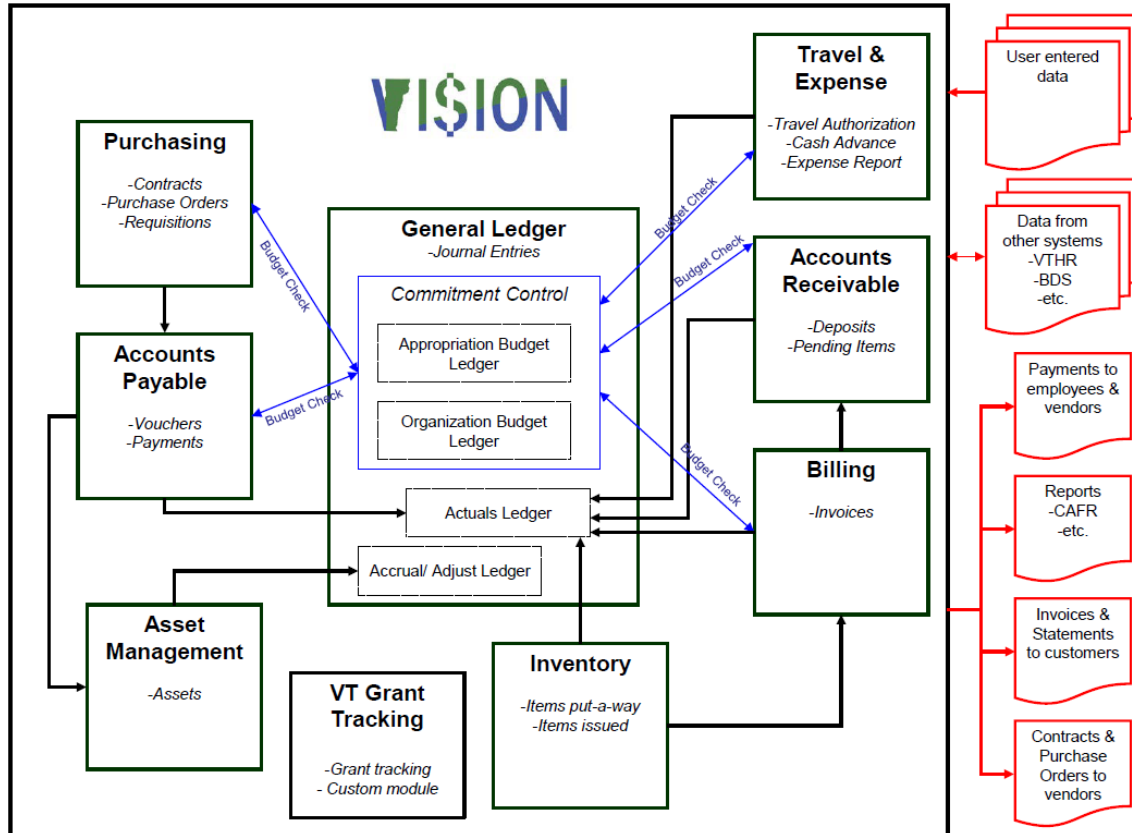 VI$ION
Purchasing
-Contracts
-Purchase Orders
-Requisitions
Accounts
Payable
-Vouchers
-Payments
Asset
Management
-Assets
VT Grant
Tracking
-Grant tracking
- Custom module
General Ledger
-Journal Entries
Commitment Control
Appropriation Budget
Ledger
Organization Budget
Ledger
Actuals Ledger
Accrual/ Adjust Ledger
Inventory
-Items put-a-way
-Items issued
Budget Check
Budget Check
Budget Check
Budget Check
Budget Check
Travel &
Expense
-Travel Authorization
-Cash Advance
-Expense Report
Accounts
Receivable
-Deposits
-Pending Items
Billing
-Invoices
User entered
data
Data from
other systems
-VTHR
-BDS
-etc.
Payments to
employees &
vendors
Reports
-CAFR
-etc.
Invoices &
Statements
to customers
Contracts &
Purchase
Orders to
vendors